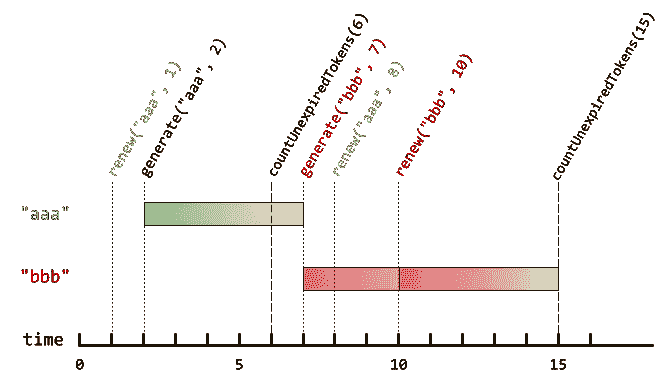 renew("aaa", 1)
generate("aaa", 2)
countUnexpiredTokens(6)
generate("bbb", 7)
renew("aaa", 8)
renew("bbb", 10)
countUnexpiredTokens(15)
"aaa"
"bbb"
time
0 5 10 15